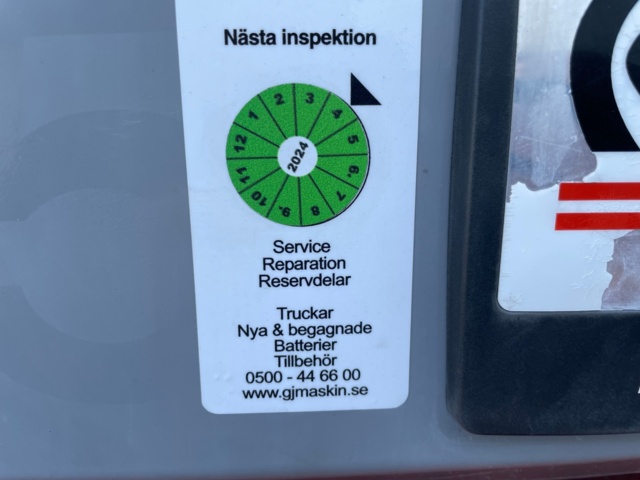 Nästa inspektion
1 2 3 4 5 6. 7 8 9. 10 11 12
2024
Service
Reparation
Reservdelar
Truckar
Nya & begagnade
Batterier
Tillbehör
0500 - 44 66 00
www.gjmaskin.se